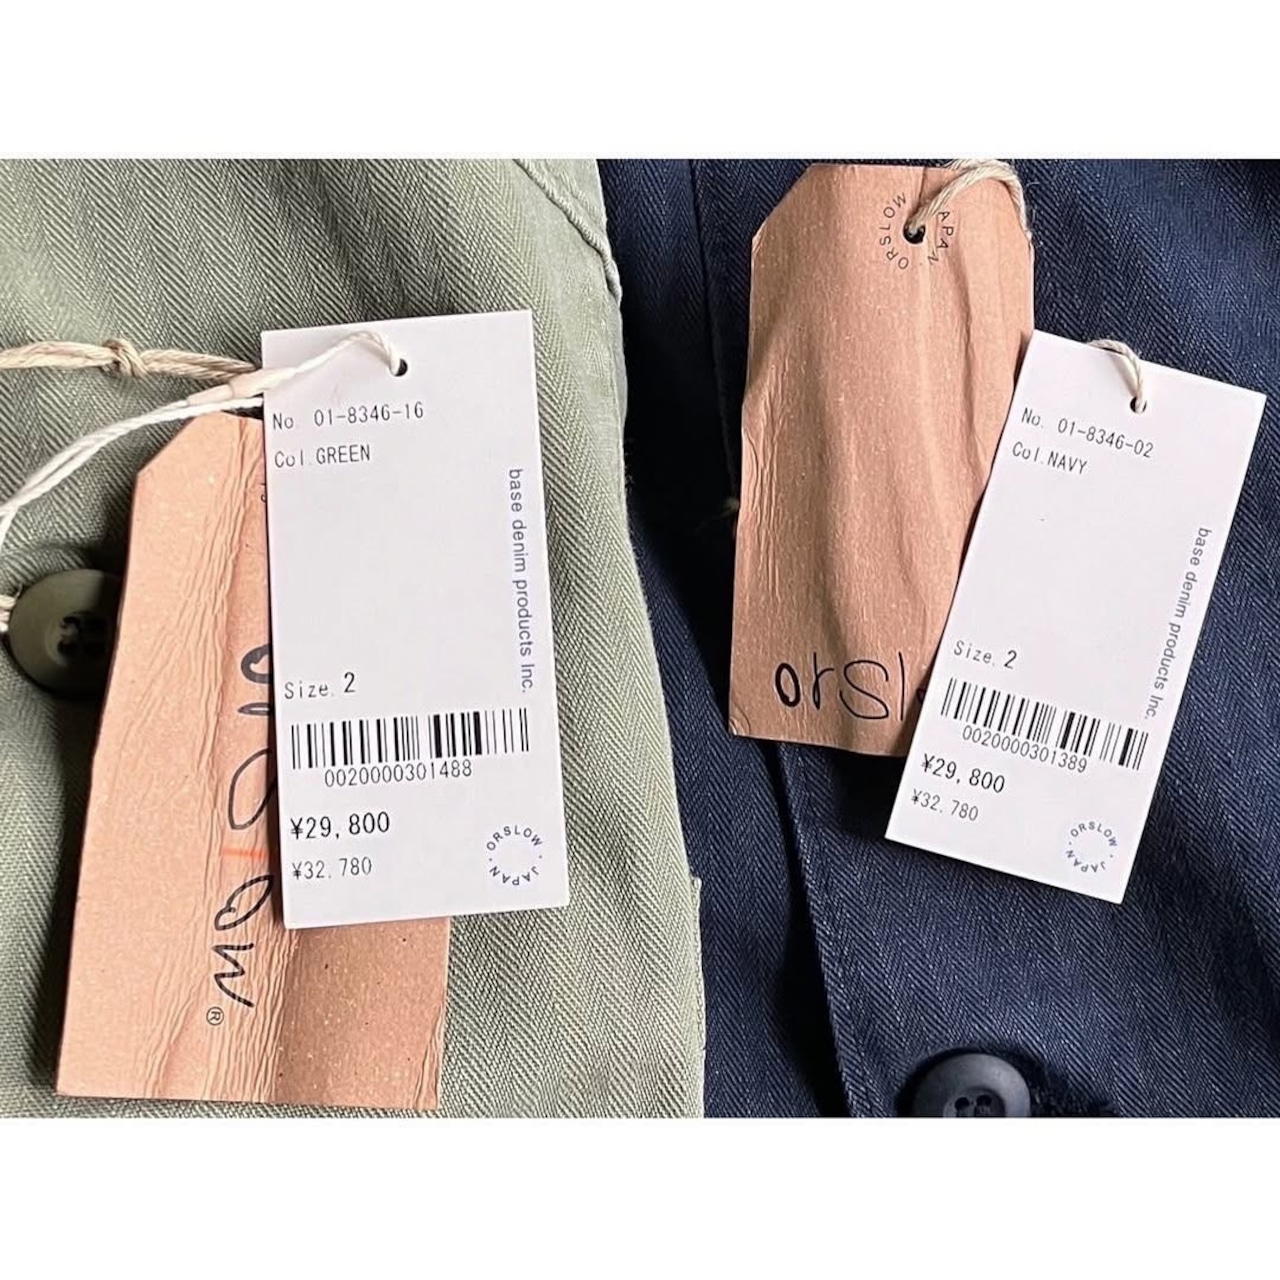 No. 01-8346-16
Col.GREEN
base denim products Inc.
Size. 2
0020000301488
¥29,800
¥32.780
ORSLOW · JAPAN ·
orslow®
ORSLOW
APAN ·
orslo
No. 01-8346-02
Col.NAVY
base denim products Inc.
Size. 2
0020000301389
¥29,800
¥32.780
ORSLOW · JAPAN ·